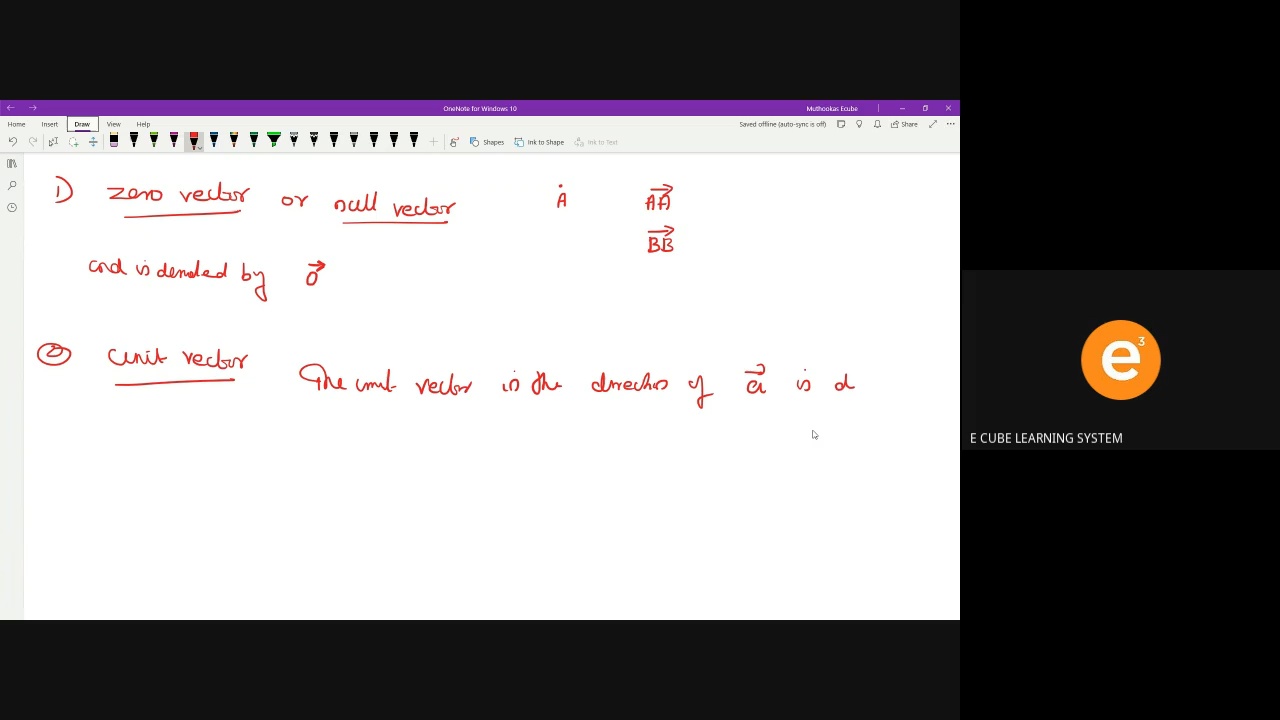 OneNote for Windows 10
Muthookas Ecube
Home Insert Draw View Help
Saved offline (auto-sync is off)
Share
Shapes
Ink to Shape
Ink to Text
1) zero vector or null vector
A
AA
BB
and is denoted by 0
2 unit vector
The unit vector in the direction of a is d
e3
E CUBE LEARNING SYSTEM